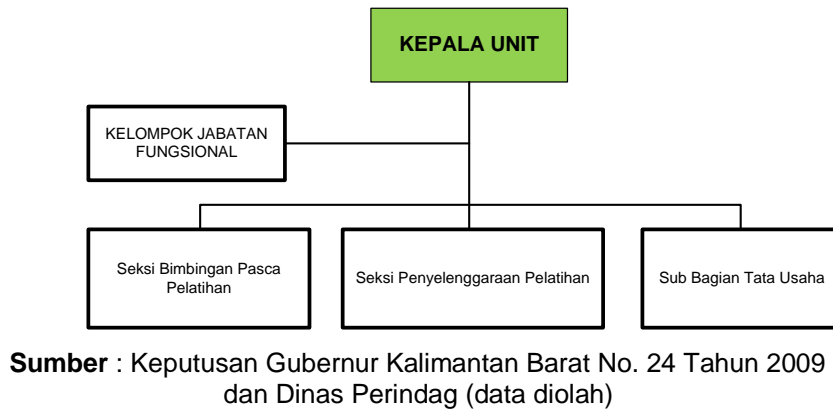 KEPALA UNIT
KELOMPOK JABATAN
FUNGSIONAL
Seksi Bimbingan Pasca
Pelatihan
Seksi Penyelenggaraan Pelatihan
Sub Bagian Tata Usaha
Sumber : Keputusan Gubernur Kalimantan Barat No. 24 Tahun 2009
dan Dinas Perindag (data diolah)